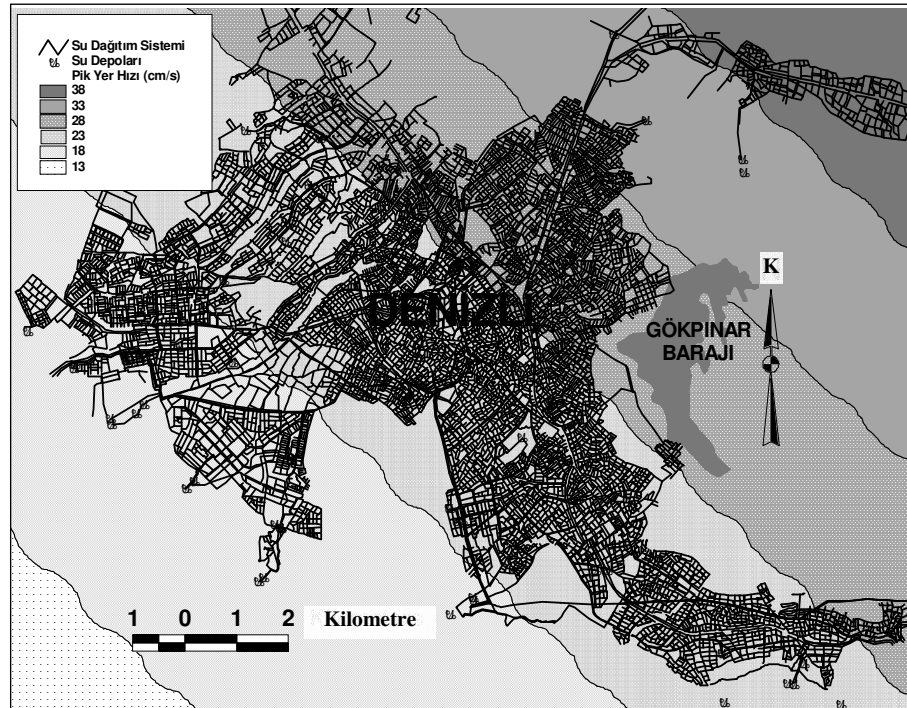 Su Dağıtım Sistemi
Su Depoları
Pik Yer Hızı (cm/s)
38
33
28
23
18
13
DENİZLİ
K
GÖKPINAR
BARAJI
1 0 1 2 Kilometre